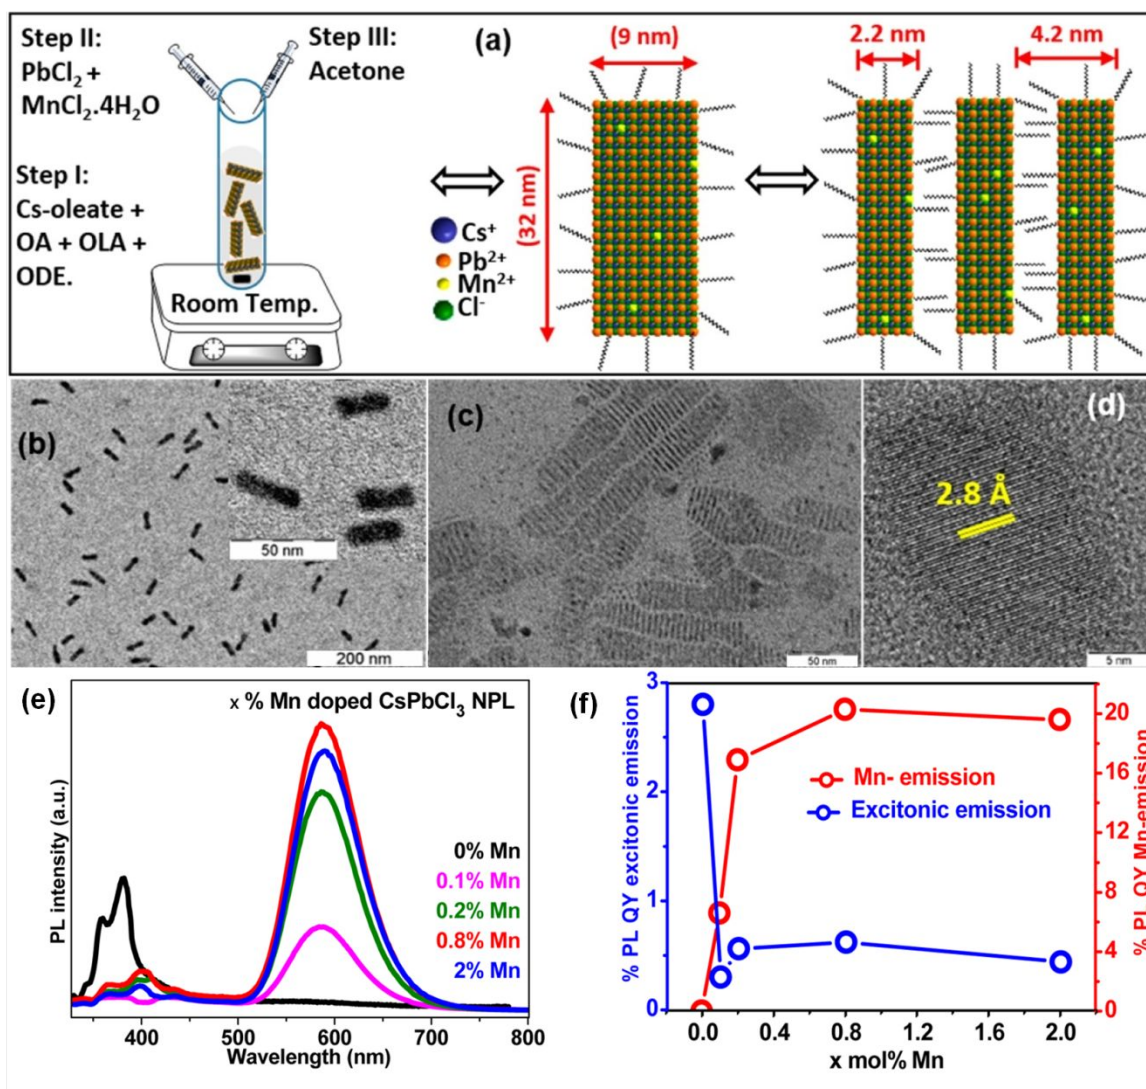 Step II:
PbCl2 +
MnCl2.4H2O
Step III:
Acetone
Step I:
Cs-oleate +
OA + OLA +
ODE.
Room Temp.
(a)
(9 nm)
(32 nm)
Cs+
Pb2+
Mn2+
Cl-
2.2 nm
4.2 nm
(b)
50 nm
200 nm
(c)
50 nm
(d)
2.8 Å
5 nm
(e)
x % Mn doped CsPbCl3 NPL
PL intensity (a.u.)
0% Mn
0.1% Mn
0.2% Mn
0.8% Mn
2% Mn
400 500 600 700 800
Wavelength (nm)
(f)
% PL QY excitonic emission
3
2
1
0
Mn- emission
Excitonic emission
20
16
12
8
4
0
% PL QY Mn-emission
0.0 0.4 0.8 1.2 1.6 2.0
x mol% Mn